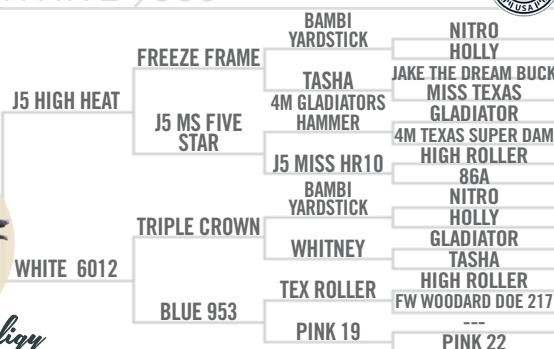 BAMBI
YARDSTICK
NITRO
HOLLY
FREEZE FRAME
TASHA
JAKE THE DREAM BUCK
MISS TEXAS
J5 HIGH HEAT
4M GLADIATORS
HAMMER
GLADIATOR
4M TEXAS SUPER DAM
J5 MS FIVE
STAR
J5 MISS HR10
HIGH ROLLER
86A
BAMBI
YARDSTICK
NITRO
HOLLY
TRIPLE CROWN
WHITNEY
GLADIATOR
TASHA
WHITE 6012
TEX ROLLER
HIGH ROLLER
FW WOODARD DOE 217
BLUE 953
PINK 19
---
PINK 22
USA